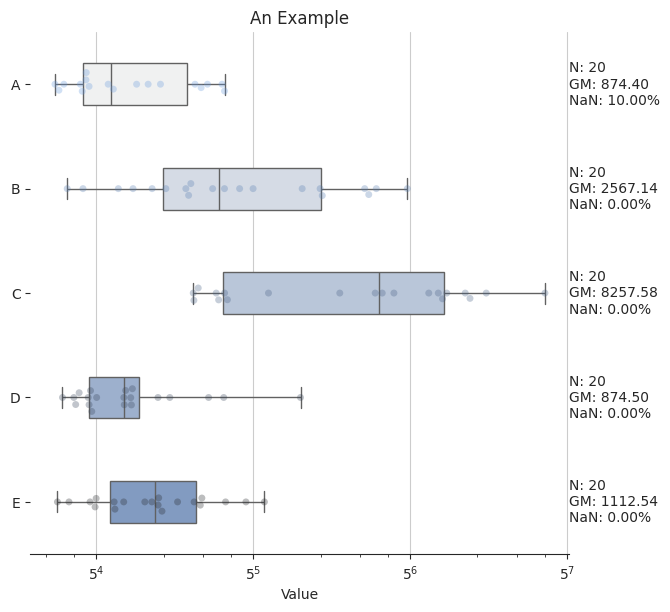 An Example
A
N: 20
GM: 874.40
NaN: 10.00%
B
N: 20
GM: 2567.14
NaN: 0.00%
C
N: 20
GM: 8257.58
NaN: 0.00%
D
N: 20
GM: 874.50
NaN: 0.00%
E
N: 20
GM: 1112.54
NaN: 0.00%
5⁴ 5⁵ 5⁶ 5⁷
Value